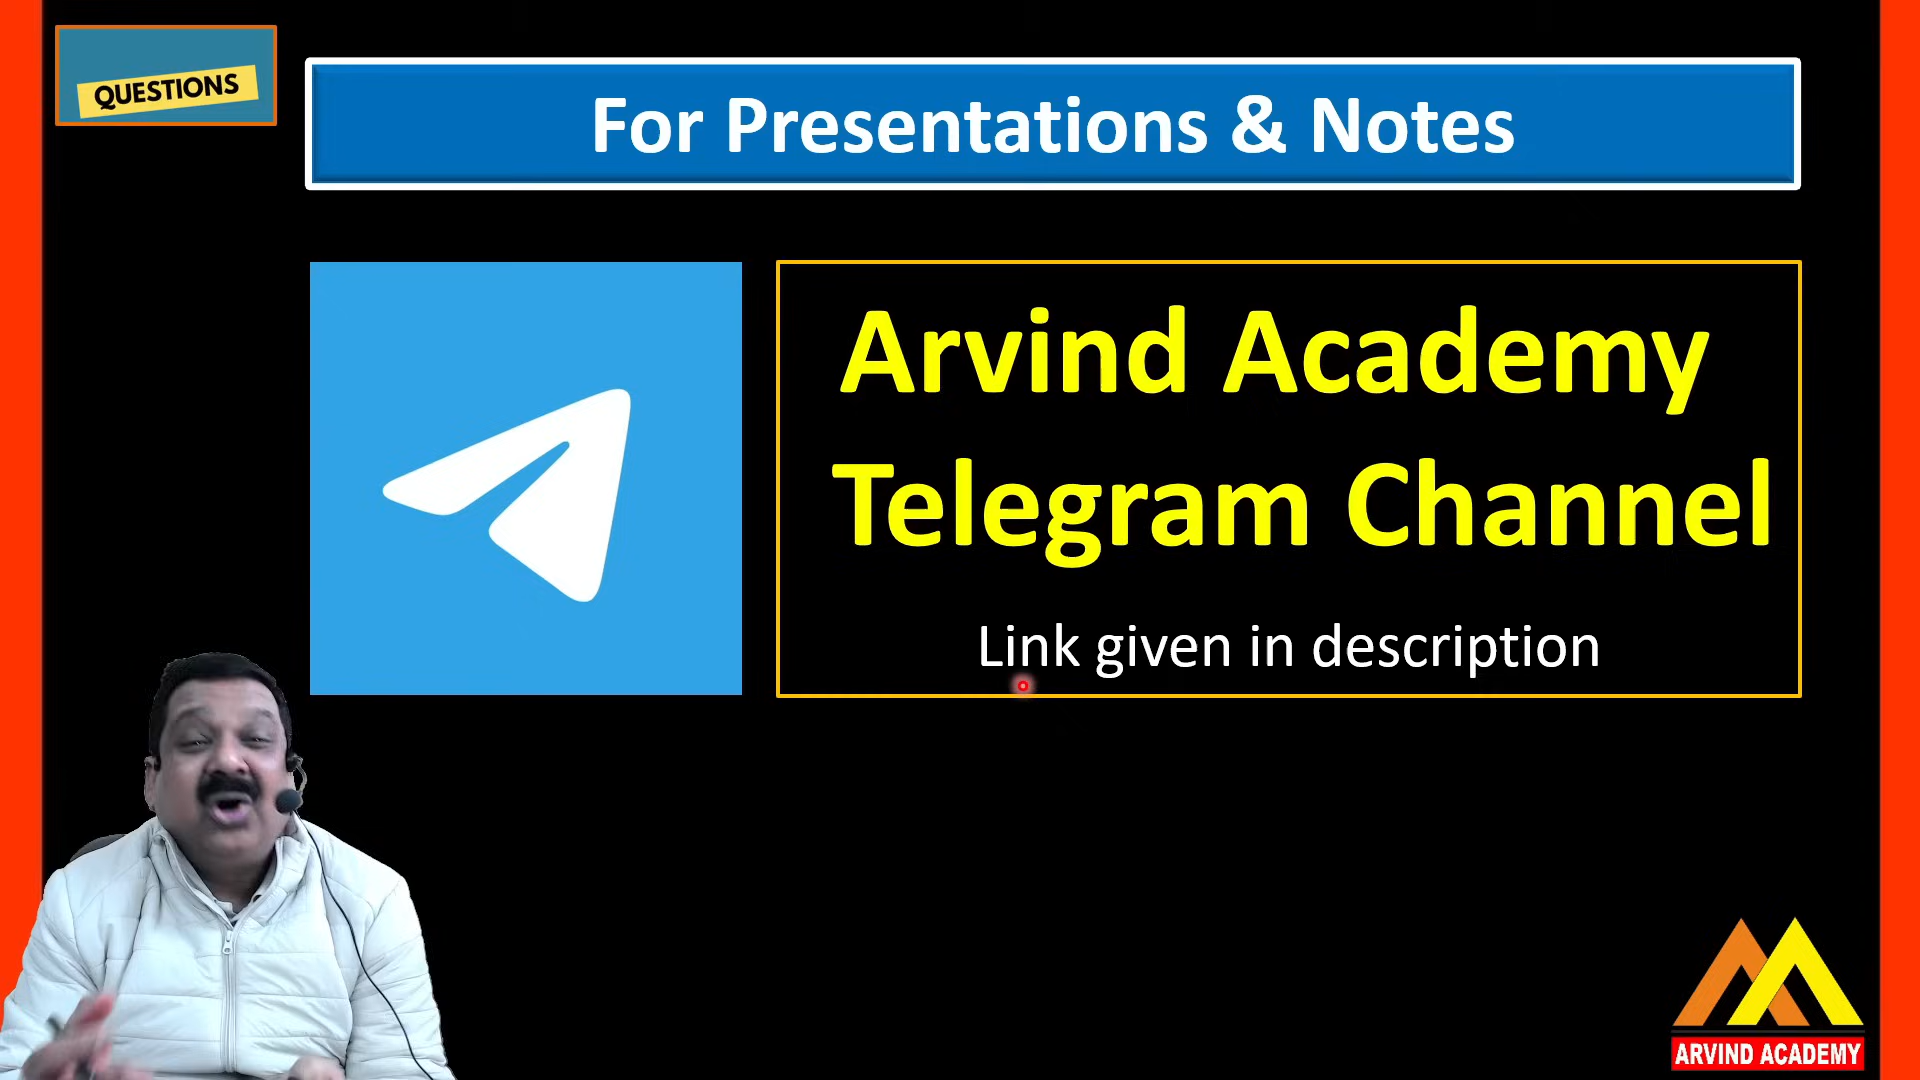 QUESTIONS
For Presentations & Notes
Arvind Academy
Telegram Channel
Link given in description
ARVIND ACADEMY